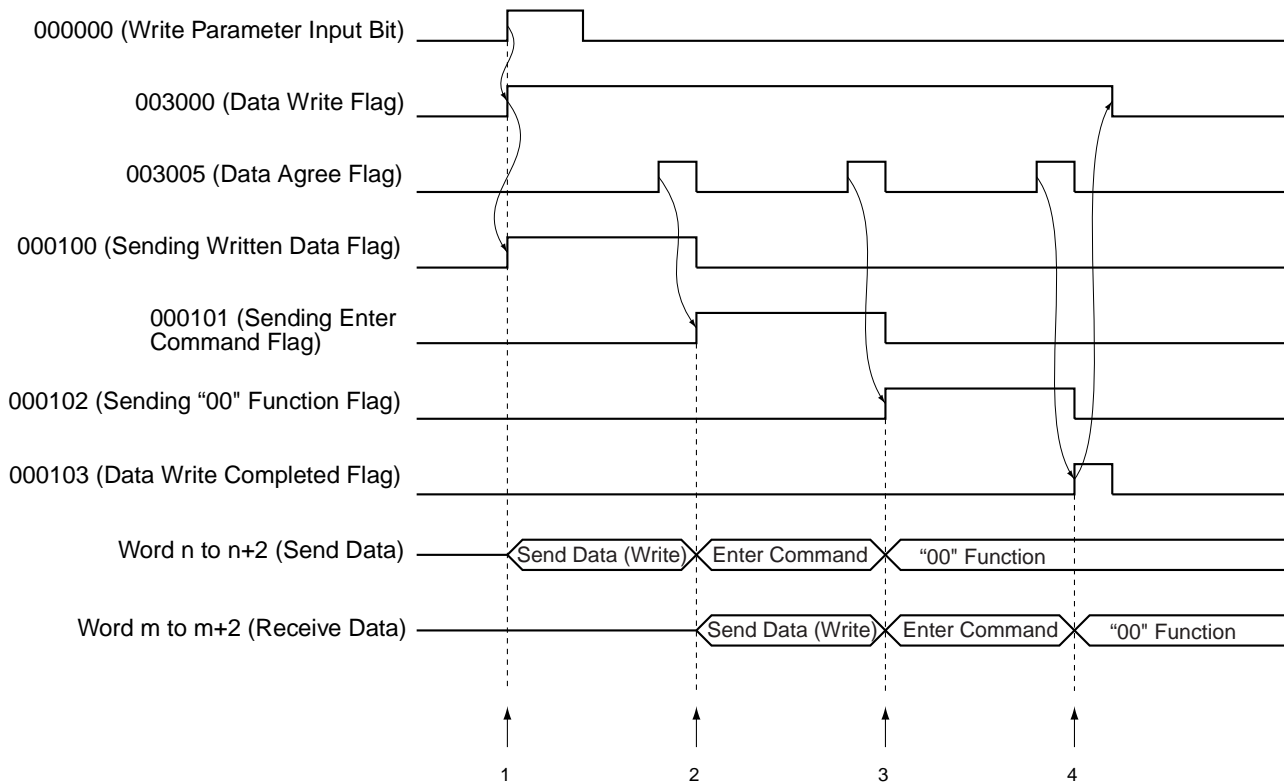 000000 (Write Parameter Input Bit)
003000 (Data Write Flag)
003005 (Data Agree Flag)
000100 (Sending Written Data Flag)
000101 (Sending Enter
Command Flag)
000102 (Sending “00" Function Flag)
000103 (Data Write Completed Flag)
Word n to n+2 (Send Data)
Send Data (Write)
Enter Command
“00" Function
Word m to m+2 (Receive Data)
Send Data (Write)
Enter Command
“00" Function
1
2
3
4